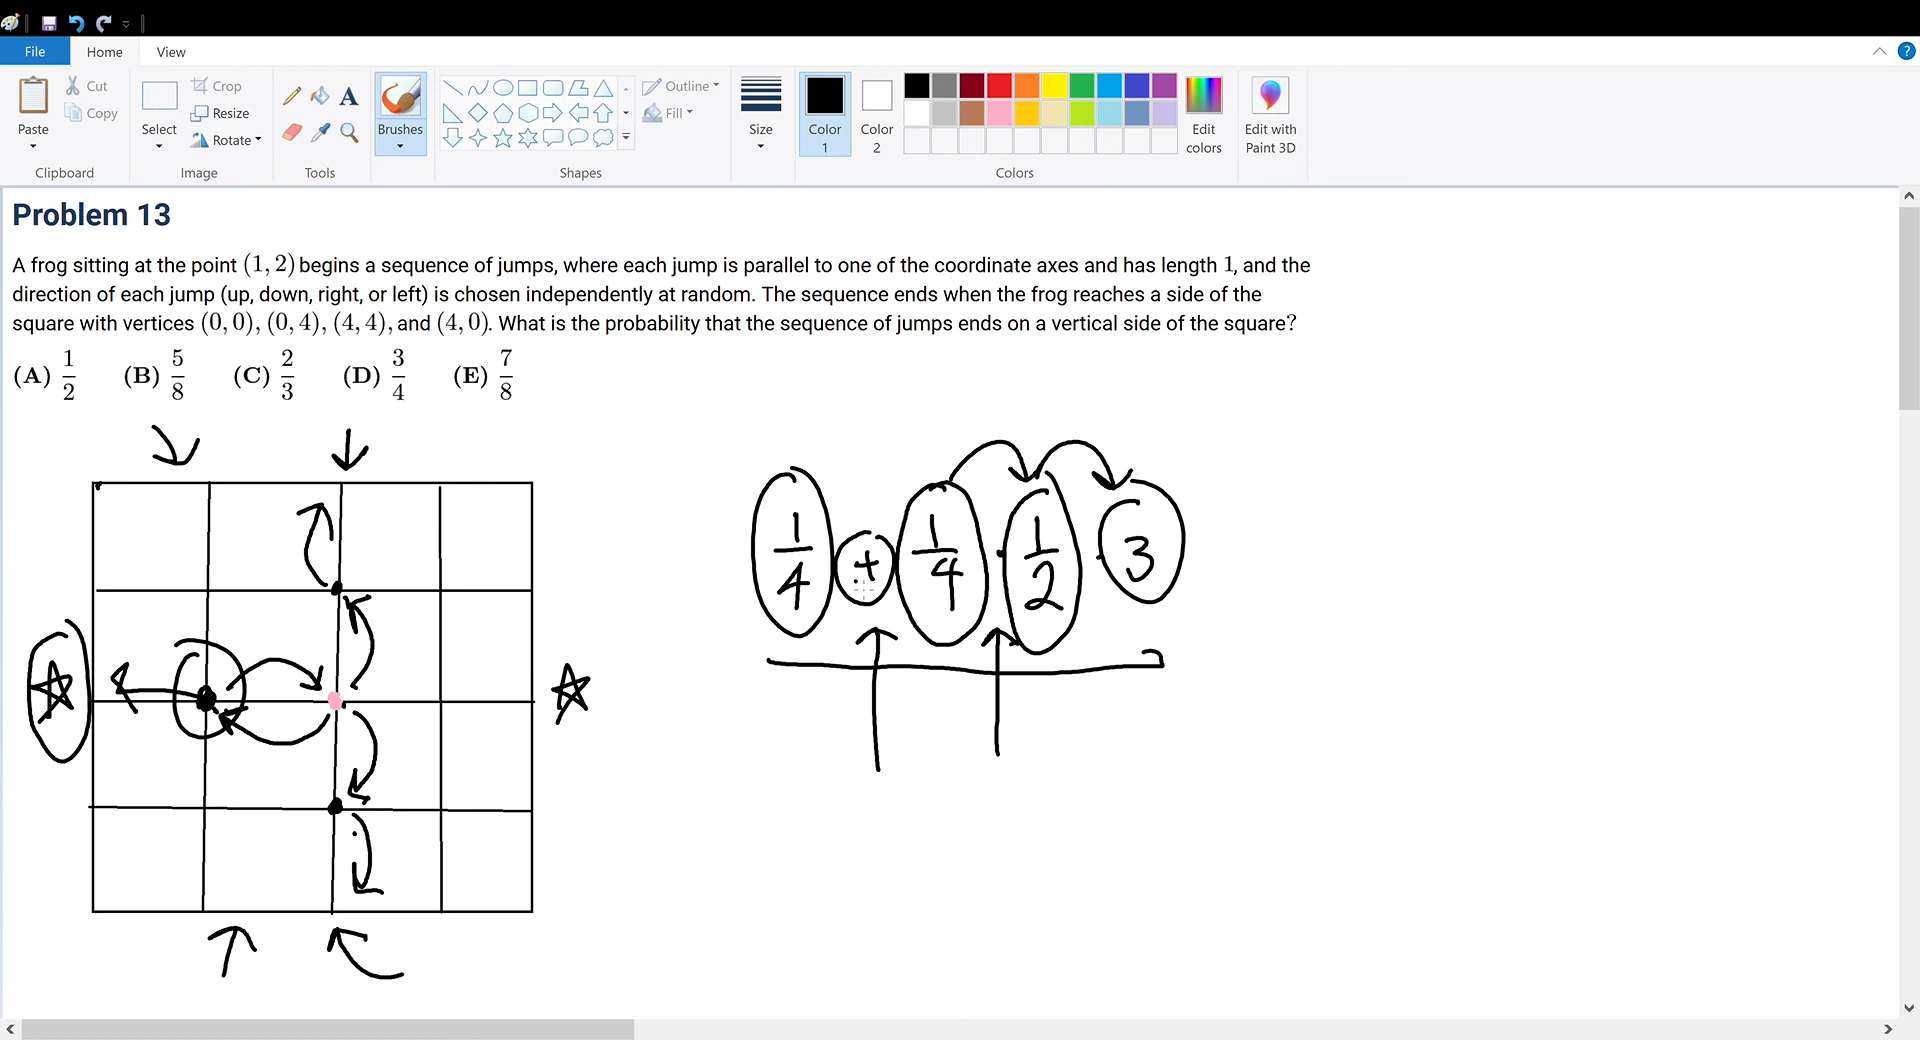 File Home View
Paste Cut Copy Clipboard
Select Crop Resize Rotate Image
A Tools
Brushes
Outline Fill Shapes
Size
Color 1 Color 2 Edit colors Edit with Paint 3D Colors
?
Problem 13
A frog sitting at the point (1, 2) begins a sequence of jumps, where each jump is parallel to one of the coordinate axes and has length 1, and the
direction of each jump (up, down, right, or left) is chosen independently at random. The sequence ends when the frog reaches a side of the
square with vertices (0, 0), (0, 4), (4, 4), and (4, 0). What is the probability that the sequence of jumps ends on a vertical side of the square?
(A) 1/2 (B) 5/8 (C) 2/3 (D) 3/4 (E) 7/8
1/4 + 1/4 · 1/2 · 3